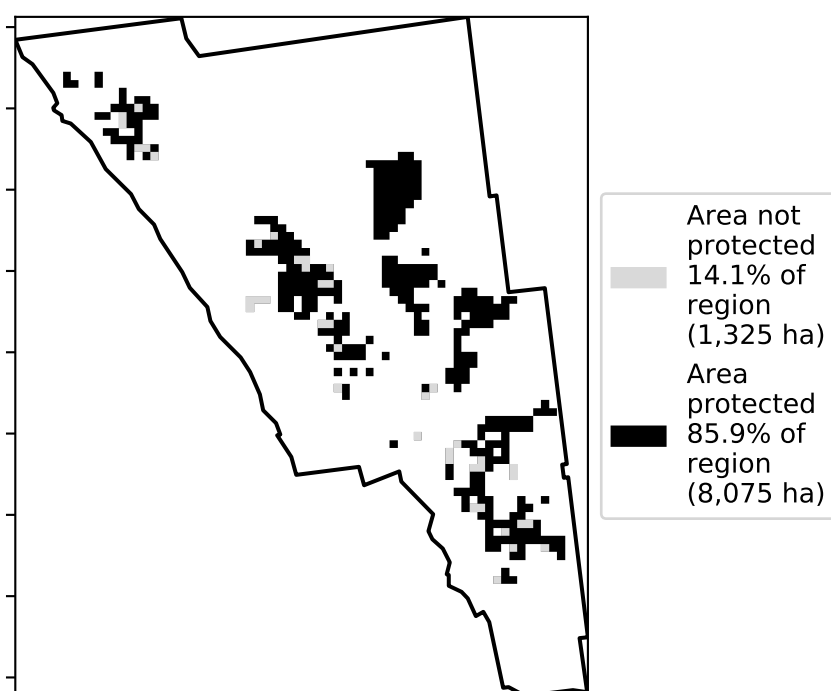 Area not
protected
14.1% of
region
(1,325 ha)
Area
protected
85.9% of
region
(8,075 ha)